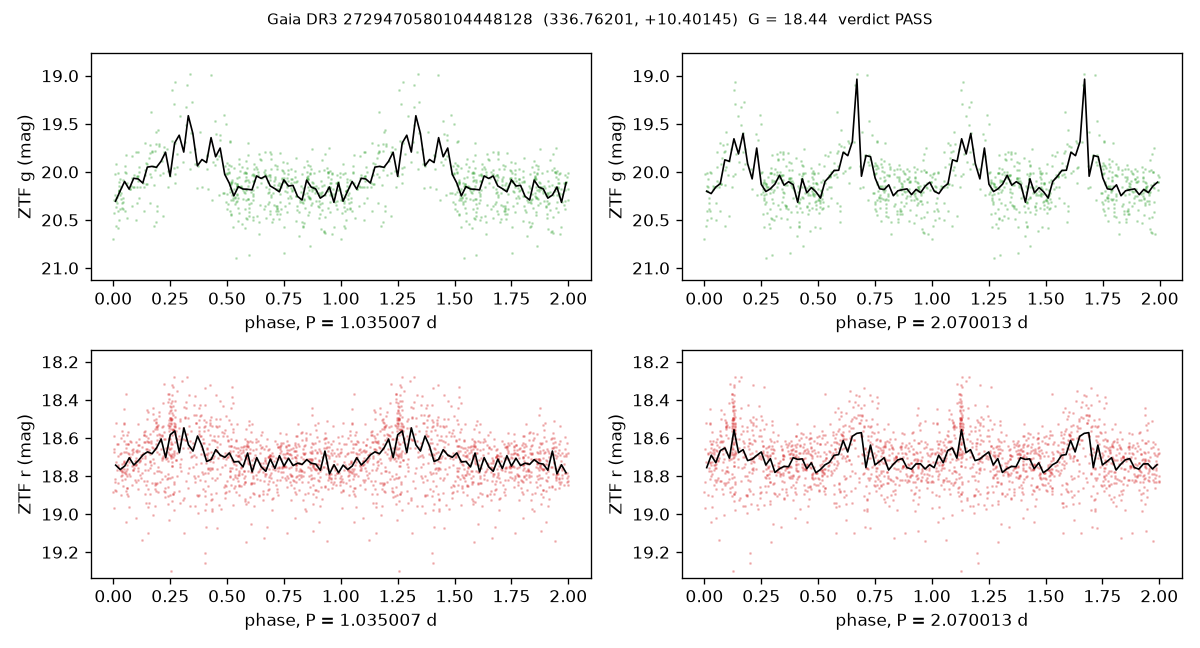 Gaia DR3 2729470580104448128 (336.76201, +10.40145) G = 18.44 verdict PASS
ZTF g (mag)
19.0
19.5
20.0
20.5
21.0
0.00 0.25 0.50 0.75 1.00 1.25 1.50 1.75 2.00
phase, P = 1.035007 d
ZTF g (mag)
19.0
19.5
20.0
20.5
21.0
0.00 0.25 0.50 0.75 1.00 1.25 1.50 1.75 2.00
phase, P = 2.070013 d
ZTF r (mag)
18.2
18.4
18.6
18.8
19.0
19.2
0.00 0.25 0.50 0.75 1.00 1.25 1.50 1.75 2.00
phase, P = 1.035007 d
ZTF r (mag)
18.2
18.4
18.6
18.8
19.0
19.2
0.00 0.25 0.50 0.75 1.00 1.25 1.50 1.75 2.00
phase, P = 2.070013 d